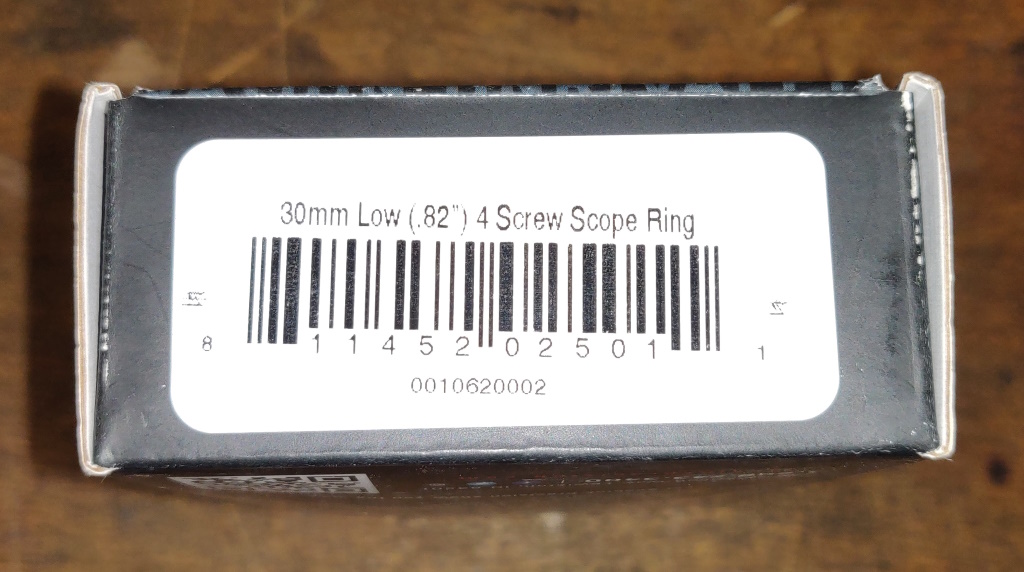 30mm Low (.82") 4 Screw Scope Ring
8 11452 02501 1
0010620002